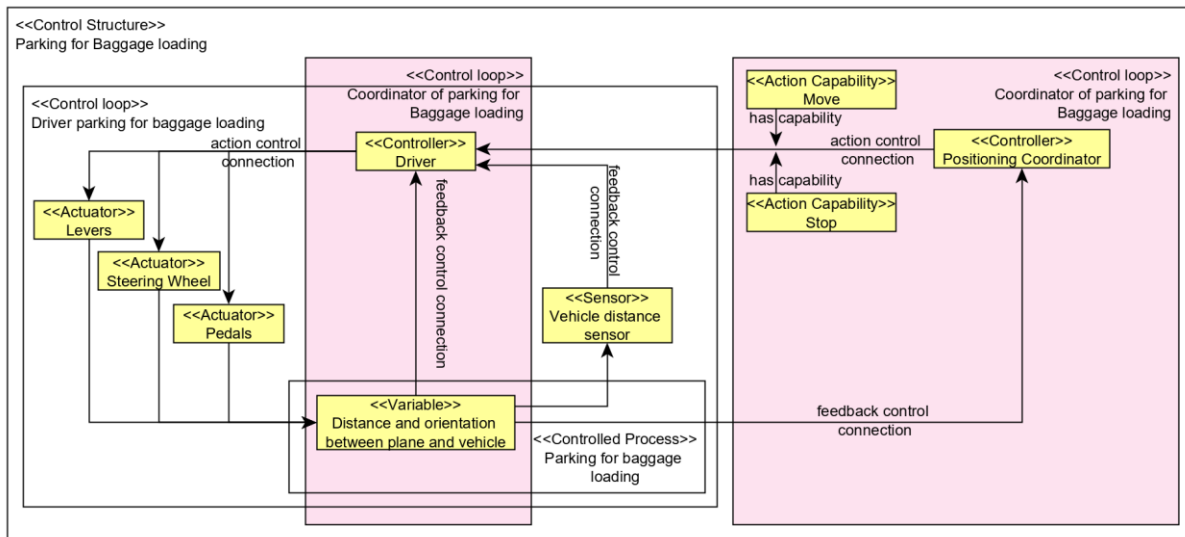 <<Control Structure>>
Parking for Baggage loading
<<Control loop>>
Driver parking for baggage loading
<<Control loop>>
Coordinator of parking for
Baggage loading
<<Action Capability>>
Move
has capability
<<Control loop>>
Coordinator of parking for
Baggage loading
action control
connection
<<Controller>>
Driver
action control
connection
<<Controller>>
Positioning Coordinator
has capability
<<Action Capability>>
Stop
<<Actuator>>
Levers
<<Actuator>>
Steering Wheel
<<Actuator>>
Pedals
feedback control connection
feedback control
connection
<<Sensor>>
Vehicle distance
sensor
<<Variable>>
Distance and orientation
between plane and vehicle
<<Controlled Process>>
Parking for baggage
loading
feedback control
connection